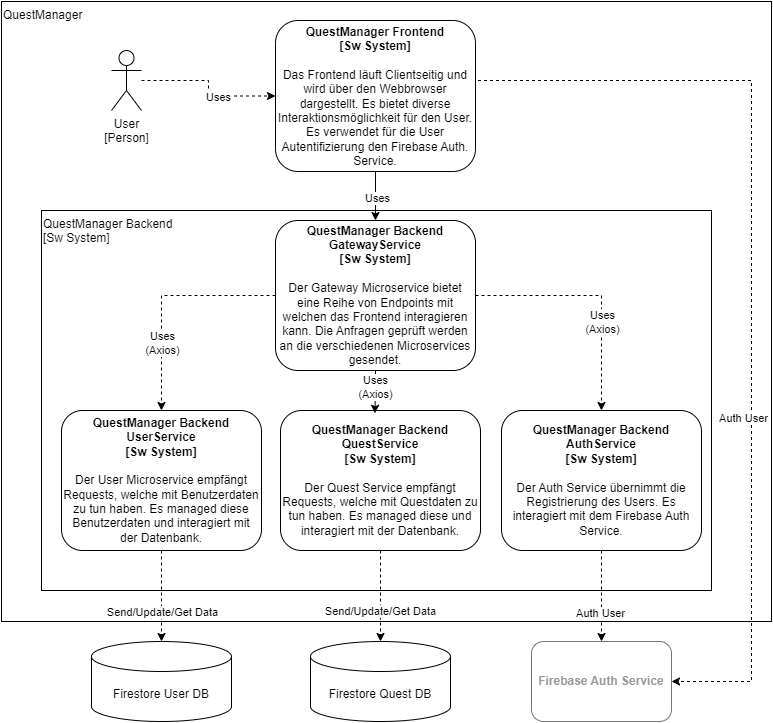 QuestManager
QuestManager Frontend
[Sw System]
Das Frontend läuft Clientseitig und
wird über den Webbrowser
dargestellt. Es bietet diverse
Interaktionsmöglichkeit für den User.
Es verwendet für die User
Autentifizierung den Firebase Auth.
Service.
Uses
User
[Person]
Uses
QuestManager Backend
[Sw System]
QuestManager Backend
GatewayService
[Sw System]
Der Gateway Microservice bietet
eine Reihe von Endpoints mit
welchen das Frontend interagieren
kann. Die Anfragen geprüft werden
an die verschiedenen Microservices
gesendet.
Uses
(Axios)
Uses
(Axios)
Uses
(Axios)
Auth User
QuestManager Backend
UserService
[Sw System]
Der User Microservice empfängt
Requests, welche mit Benutzerdaten
zu tun haben. Es managed diese
Benutzerdaten und interagiert mit
der Datenbank.
QuestManager Backend
QuestService
[Sw System]
Der Quest Service empfängt
Requests, welche mit Questdaten zu
tun haben. Es managed diese und
interagiert mit der Datenbank.
QuestManager Backend
AuthService
[Sw System]
Der Auth Service übernimmt die
Registrierung des Users. Es
interagiert mit dem Firebase Auth
Service.
Send/Update/Get Data
Send/Update/Get Data
Auth User
Firestore User DB
Firestore Quest DB
Firebase Auth Service